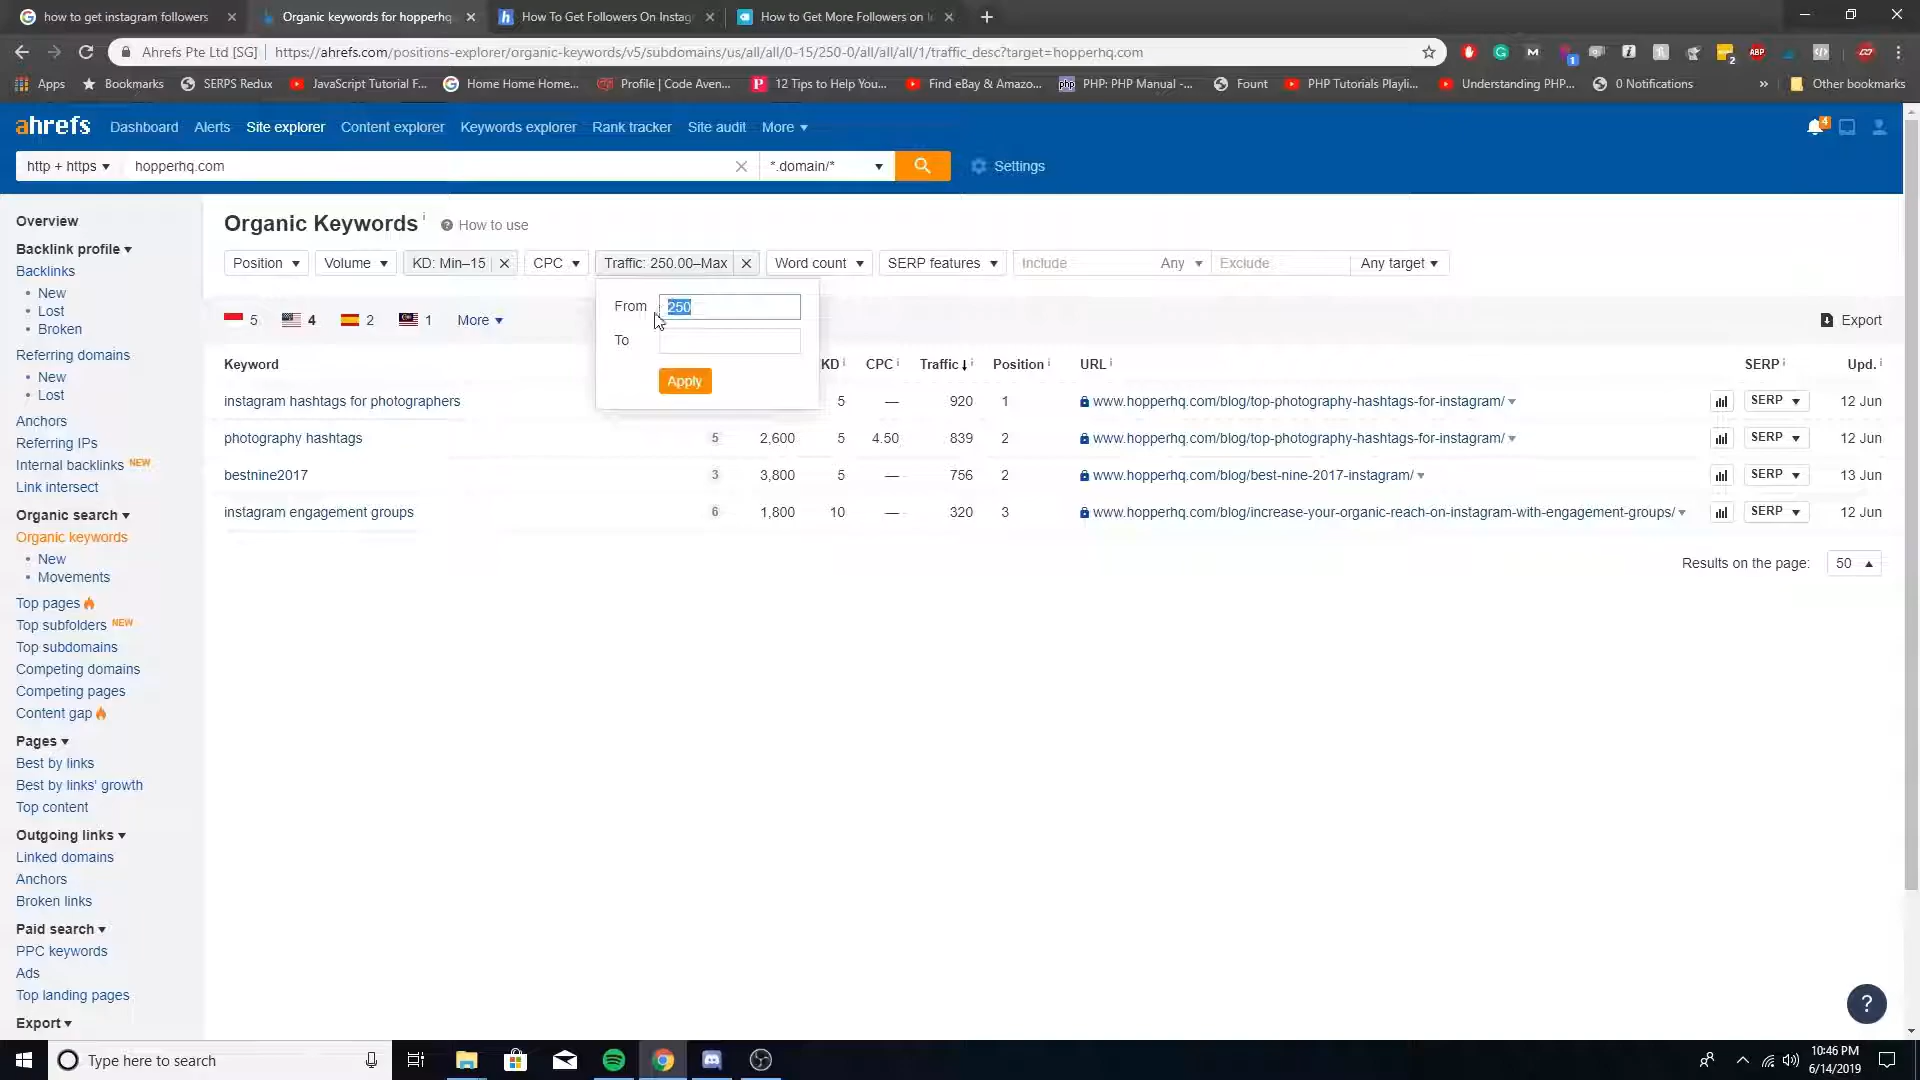 how to get instagram followers
Organic keywords for hopperhq
How To Get Followers On Instag
How to Get More Followers on I
Ahrefs Pte Ltd [SG] | https://ahrefs.com/positions-explorer/organic-keywords/v5/subdomains/us/all/all/0-15/250-0/all/all/all/1/traffic_desc?target=hopperhq.com
Apps
Bookmarks
SERPS Redux
JavaScript Tutorial F...
Home Home Home...
Profile | Code Aven...
12 Tips to Help You...
Find eBay & Amazo...
PHP: PHP Manual -...
Fount
PHP Tutorials Playli...
Understanding PHP...
0 Notifications
»
Other bookmarks
ahrefs
Dashboard
Alerts
Site explorer
Content explorer
Keywords explorer
Rank tracker
Site audit
More
4
http + https
hopperhq.com
*.domain/*
Settings
Overview
Backlink profile
Backlinks
New
Lost
Broken
Referring domains
New
Lost
Anchors
Referring IPs
Internal backlinks NEW
Link intersect
Organic search
Organic keywords
New
Movements
Top pages
Top subfolders NEW
Top subdomains
Competing domains
Competing pages
Content gap
Pages
Best by links
Best by links' growth
Top content
Outgoing links
Linked domains
Anchors
Broken links
Paid search
PPC keywords
Ads
Top landing pages
Export
Organic Keywords i
How to use
Position
Volume
KD: Min–15
CPC
Traffic: 250.00–Max
Word count
SERP features
Include
Any
Exclude
Any target
From 250
To
Apply
5
4
2
1
More
Export
Keyword KD CPC Traffic Position URL SERP Upd.
instagram hashtags for photographers 5 — 920 1 www.hopperhq.com/blog/top-photography-hashtags-for-instagram/ SERP 12 Jun
photography hashtags 5 2,600 5 4.50 839 2 www.hopperhq.com/blog/top-photography-hashtags-for-instagram/ SERP 12 Jun
bestnine2017 3 3,800 5 — 756 2 www.hopperhq.com/blog/best-nine-2017-instagram/ SERP 13 Jun
instagram engagement groups 6 1,800 10 — 320 3 www.hopperhq.com/blog/increase-your-organic-reach-on-instagram-with-engagement-groups/ SERP 12 Jun
Results on the page: 50
?
Type here to search
10:46 PM
6/14/2019